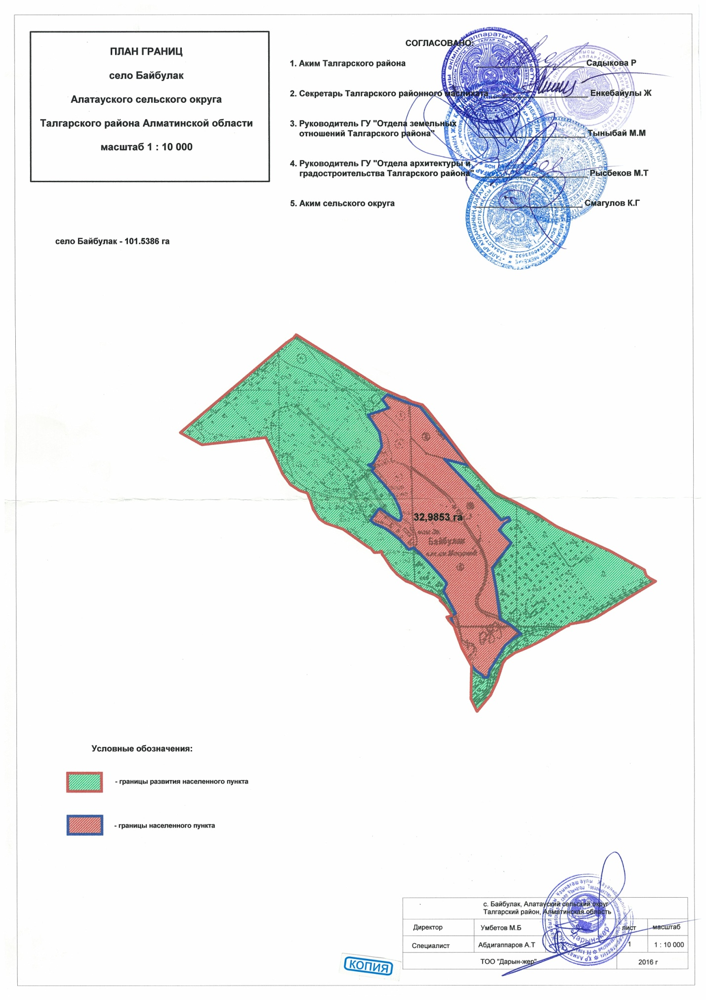 ПЛАН ГРАНИЦ
село Байбулак
Алатауского сельского округа
Талгарского района Алматинской области
масштаб 1 : 10 000
СОГЛАСОВАНО:
1. Аким Талгарского района Садыкова Р
2. Секретарь Талгарского районного маслихата Енкебайулы Ж
3. Руководитель ГУ "Отдела земельных
отношений Талгарского района" Тыныбай М.М
4. Руководитель ГУ "Отдела архитектуры и
градостроительства Талгарского района" Рысбеков М.Т
5. Аким сельского округа Смагулов К.Г
село Байбулак - 101.5386 га
32,9853 га
Байбулак
Условные обозначения:
- границы развития населенного пункта
- границы населенного пункта
с. Байбулак, Алатауский сельский округ
Талгарский район, Алматинская область
Директор Умбетов М.Б лист масштаб
Специалист Абдигаппаров А.Т 1 1 : 10 000
ТОО "Дарын-жер" 2016 г
"Дарын-жер"
КОПИЯ